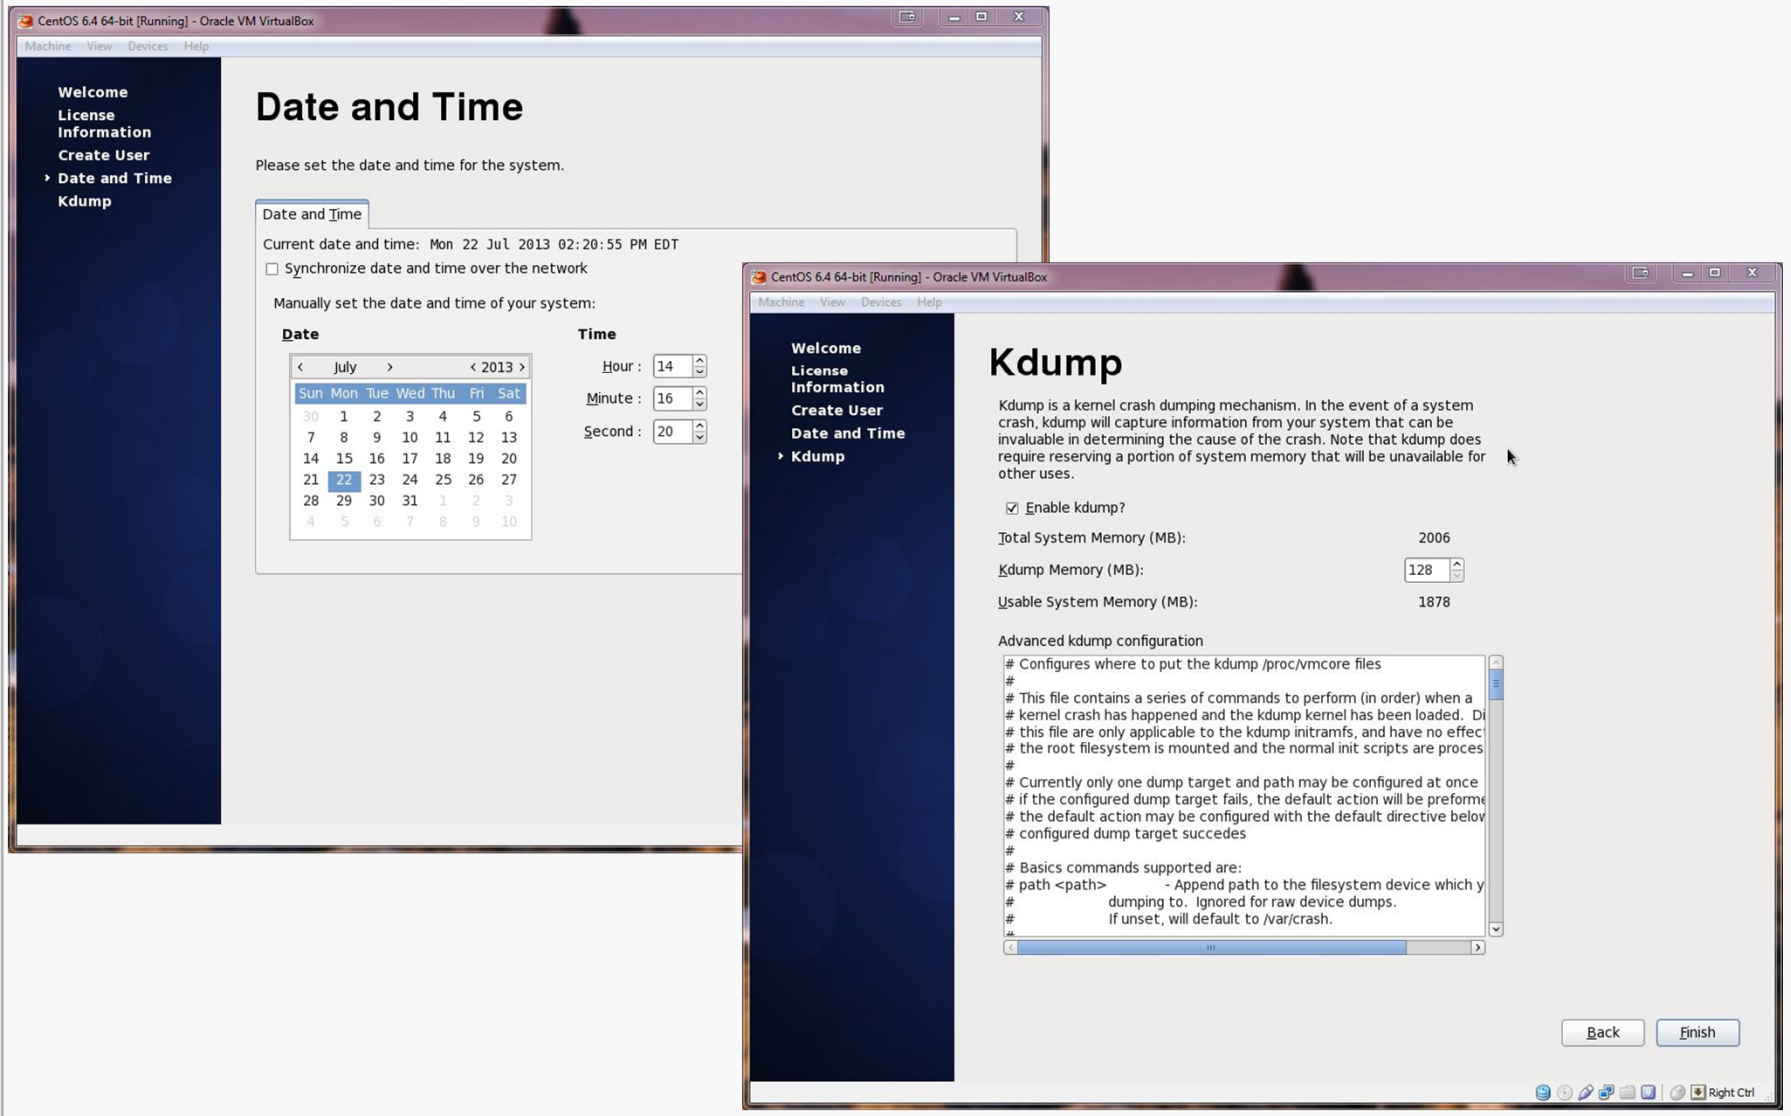 CentOS 6.4 64-bit [Running] - Oracle VM VirtualBox
Machine View Devices Help
Welcome
License
Information
Create User
Date and Time
Kdump
Date and Time
Please set the date and time for the system.
Date and Time
Current date and time: Mon 22 Jul 2013 02:20:55 PM EDT
Synchronize date and time over the network
Manually set the date and time of your system:
Date
< July > < 2013 >
Sun Mon Tue Wed Thu Fri Sat
30 1 2 3 4 5 6
7 8 9 10 11 12 13
14 15 16 17 18 19 20
21 22 23 24 25 26 27
28 29 30 31 1 2 3
4 5 6 7 8 9 10
Time
Hour : 14
Minute : 16
Second : 20
CentOS 6.4 64-bit [Running] - Oracle VM VirtualBox
Machine View Devices Help
Welcome
License
Information
Create User
Date and Time
Kdump
Kdump
Kdump is a kernel crash dumping mechanism. In the event of a system
crash, kdump will capture information from your system that can be
invaluable in determining the cause of the crash. Note that kdump does
require reserving a portion of system memory that will be unavailable for
other uses.
Enable kdump?
Total System Memory (MB): 2006
Kdump Memory (MB): 128
Usable System Memory (MB): 1878
Advanced kdump configuration
# Configures where to put the kdump /proc/vmcore files
#
# This file contains a series of commands to perform (in order) when a
# kernel crash has happened and the kdump kernel has been loaded. Di
# this file are only applicable to the kdump initramfs, and have no effec
# the root filesystem is mounted and the normal init scripts are proces
#
# Currently only one dump target and path may be configured at once
# if the configured dump target fails, the default action will be preforme
# the default action may be configured with the default directive below
# configured dump target succedes
#
# Basics commands supported are:
# path <path> - Append path to the filesystem device which y
# dumping to. Ignored for raw device dumps.
# If unset, will default to /var/crash.
#
Back Finish
Right Ctrl